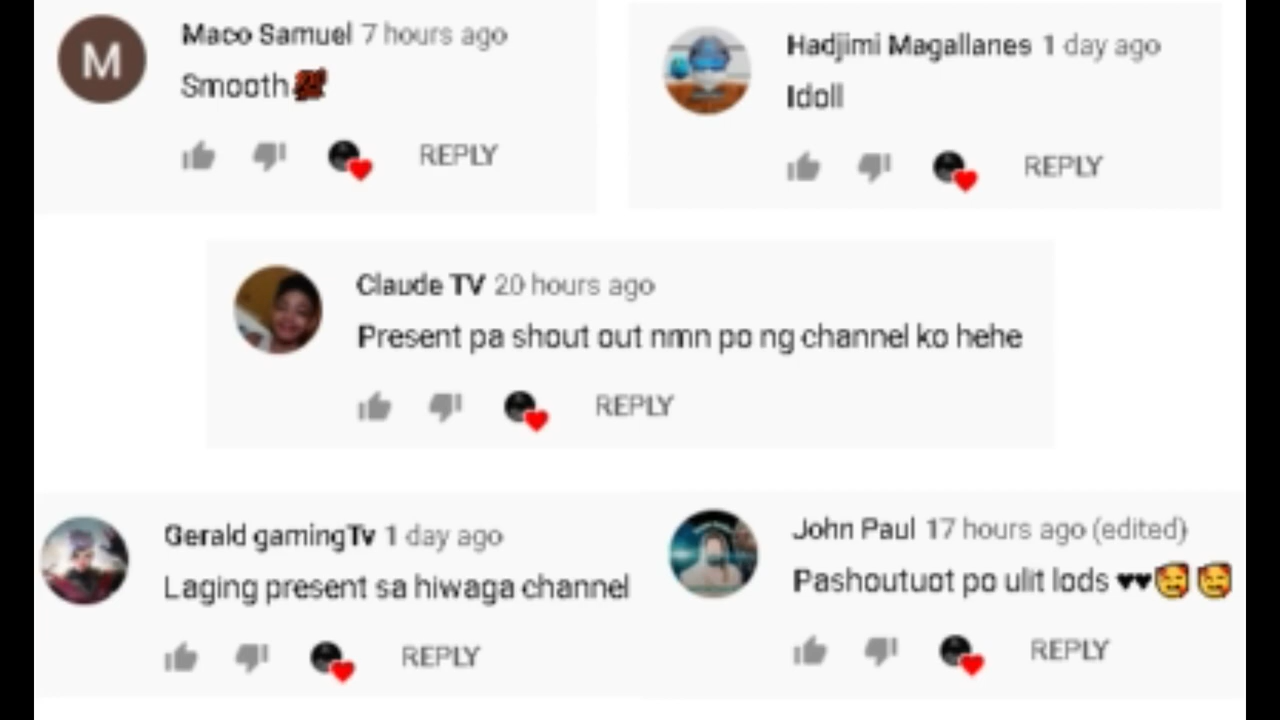 M
Maco Samuel 7 hours ago
Smooth💯
REPLY
Hadjimi Magallanes 1 day ago
Idoll
REPLY
Claude TV 20 hours ago
Present pa shout out nmn po ng channel ko hehe
REPLY
Gerald gamingTv 1 day ago
Laging present sa hiwaga channel
REPLY
John Paul 17 hours ago (edited)
Pashoutuot po ulit lods ♥♥🥰🥰
REPLY